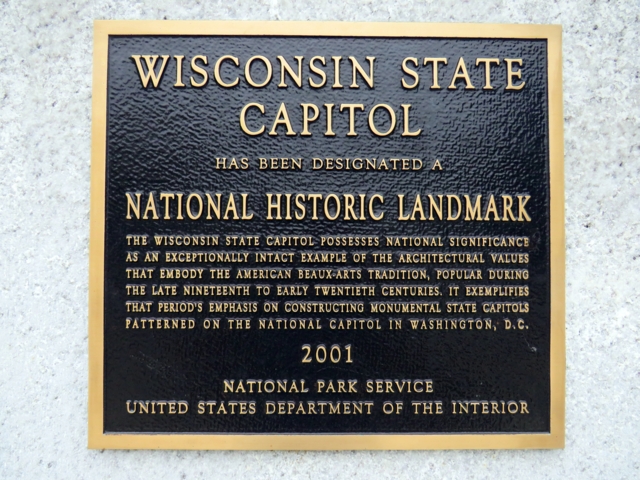 WISCONSIN STATE
CAPITOL
HAS BEEN DESIGNATED A
NATIONAL HISTORIC LANDMARK
THE WISCONSIN STATE CAPITOL POSSESSES NATIONAL SIGNIFICANCE
AS AN EXCEPTIONALLY INTACT EXAMPLE OF THE ARCHITECTURAL VALUES
THAT EMBODY THE AMERICAN BEAUX-ARTS TRADITION, POPULAR DURING
THE LATE NINETEENTH TO EARLY TWENTIETH CENTURIES. IT EXEMPLIFIES
THAT PERIOD'S EMPHASIS ON CONSTRUCTING MONUMENTAL STATE CAPITOLS
PATTERNED ON THE NATIONAL CAPITOL IN WASHINGTON, D.C.
2001
NATIONAL PARK SERVICE
UNITED STATES DEPARTMENT OF THE INTERIOR